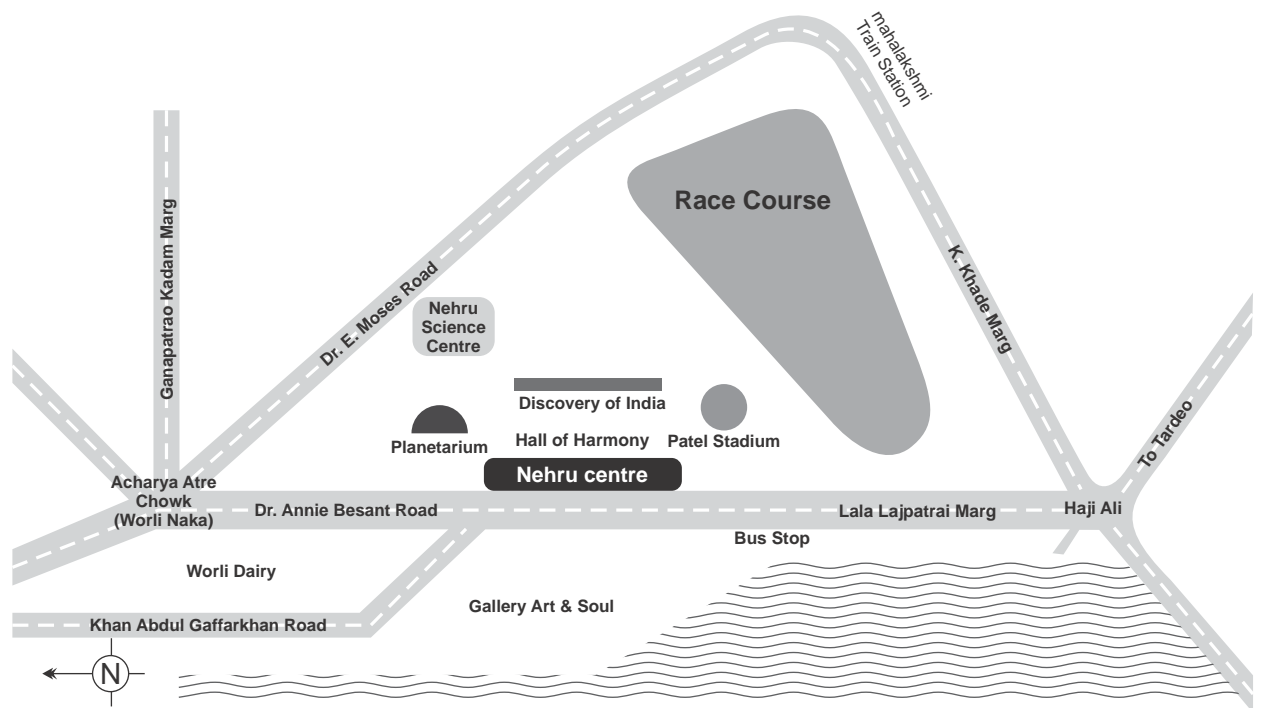 mahalakshmi
Train Station
Race Course
Ganapatrao Kadam Marg
Dr. E. Moses Road
K. Khade Marg
Nehru
Science
Centre
Discovery of India
Planetarium
Hall of Harmony
Patel Stadium
To Tardeo
Nehru centre
Acharya Atre
Chowk
(Worli Naka)
Dr. Annie Besant Road
Lala Lajpatrai Marg
Haji Ali
Bus Stop
Worli Dairy
Gallery Art & Soul
Khan Abdul Gaffarkhan Road
N